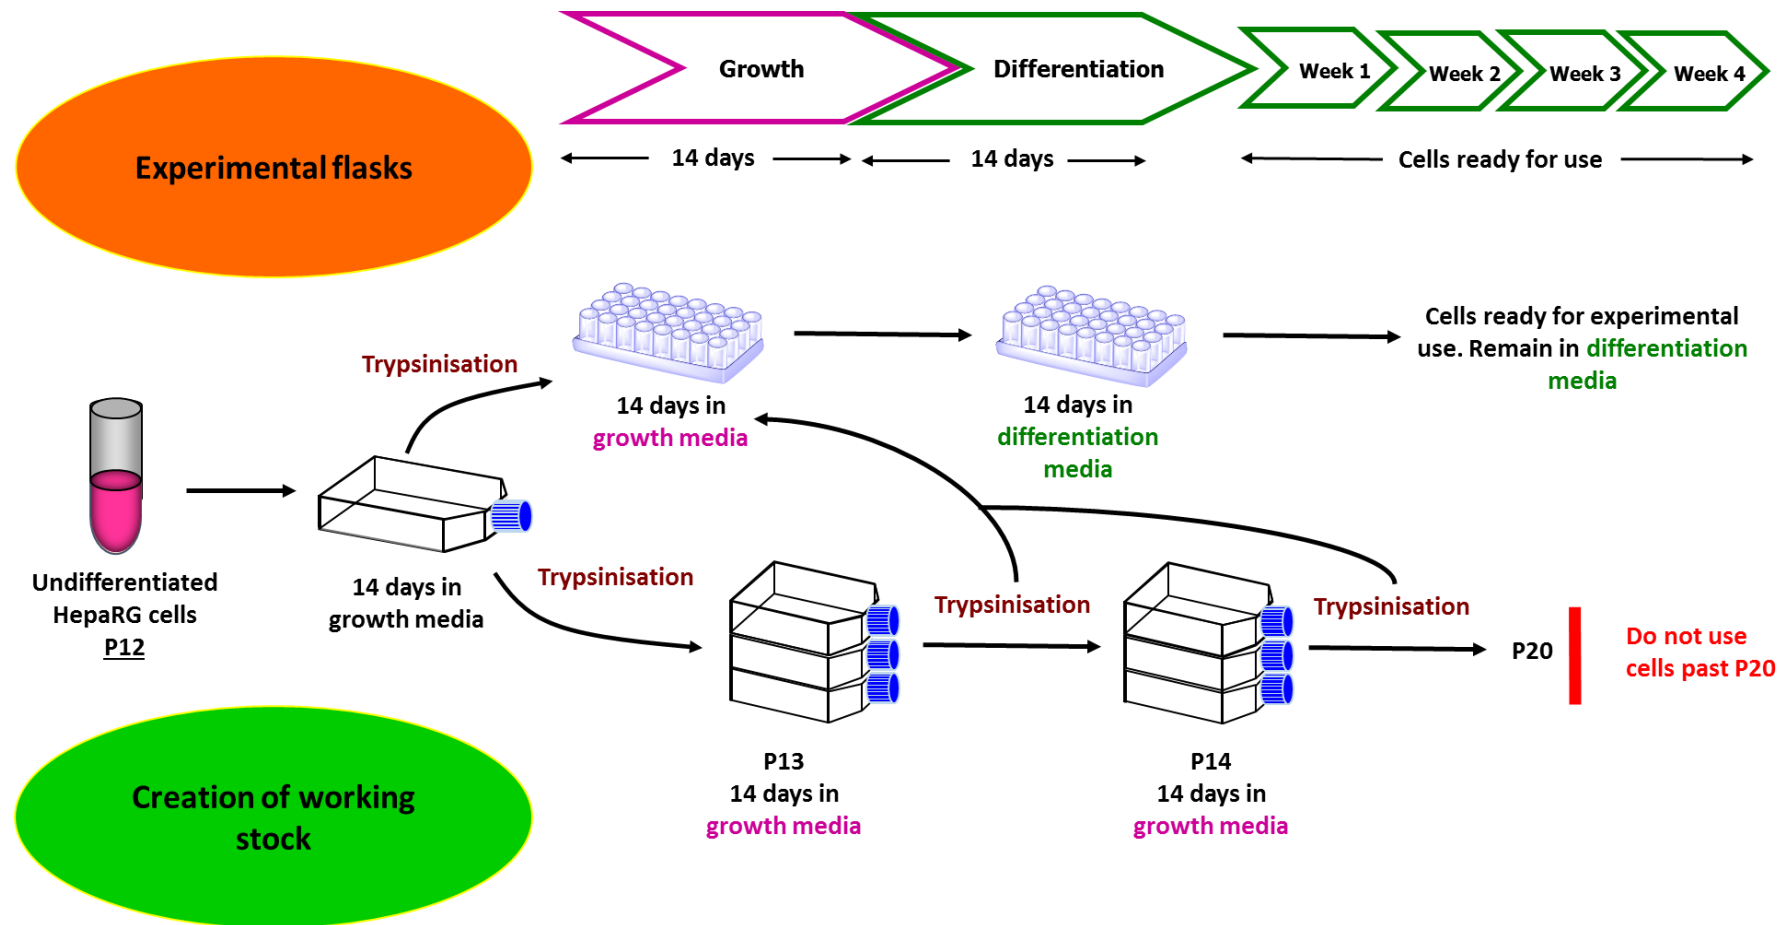 Growth
Differentiation
Week 1
Week 2
Week 3
Week 4
14 days
14 days
Cells ready for use
Experimental flasks
Trypsinisation
14 days in
growth media
14 days in
differentiation
media
Cells ready for experimental
use. Remain in differentiation
media
Undifferentiated
HepaRG cells
P12
14 days in
growth media
Trypsinisation
Trypsinisation
Trypsinisation
P20
Do not use
cells past P20
P13
14 days in
growth media
P14
14 days in
growth media
Creation of working
stock